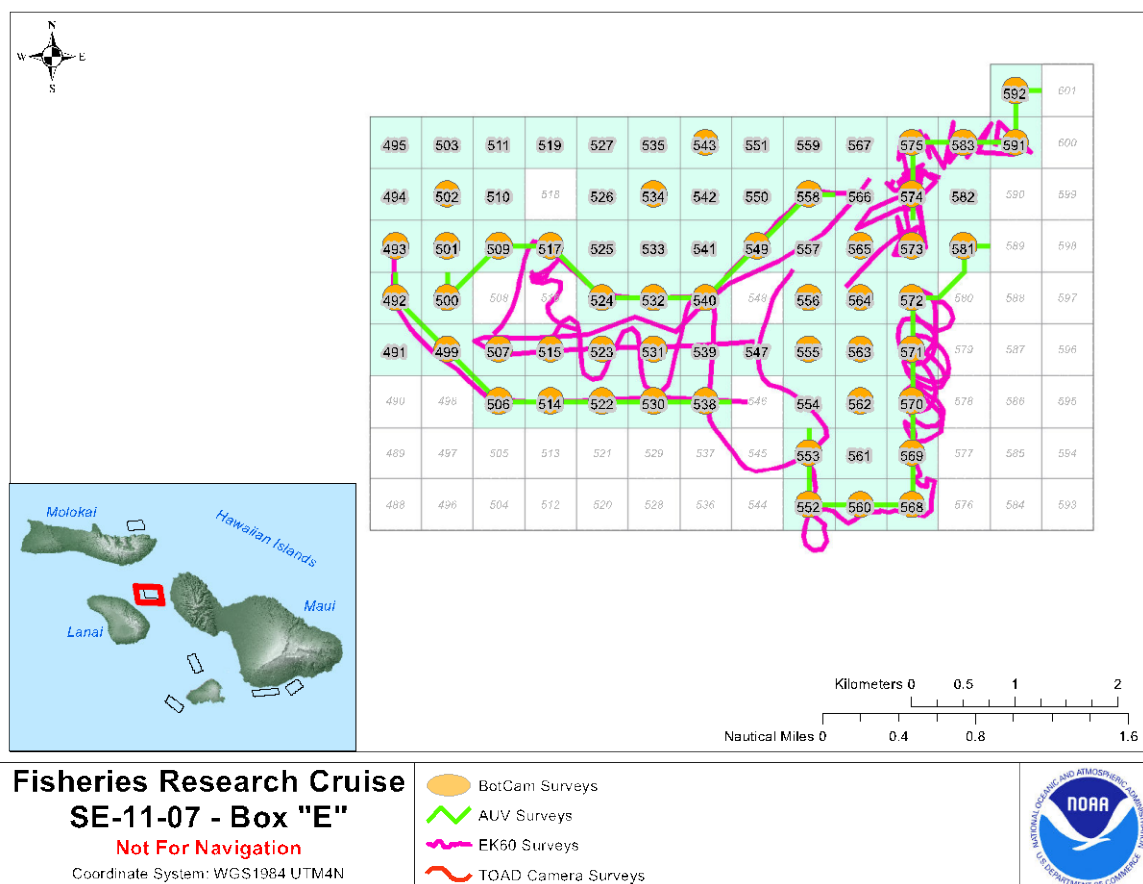 N
W E
S
592 601
495 503 511 519 527 535 543 551 559 567 575 583 591 600
494 502 510 518 526 534 542 550 558 566 574 582 590 599
493 501 509 517 525 533 541 549 557 565 573 581 589 598
492 500 508 516 524 532 540 548 556 564 572 580 588 597
491 499 507 515 523 531 539 547 555 563 571 579 587 596
490 498 506 514 522 530 538 546 554 562 570 578 586 595
489 497 505 513 521 529 537 545 553 561 569 577 585 594
488 496 504 512 520 528 536 544 552 560 568 576 584 593
Molokai
Hawaiian Islands
Maui
Lanai
Kilometers 0 0.5 1 2
Nautical Miles 0 0.4 0.8 1.6
Fisheries Research Cruise
SE-11-07 - Box "E"
Not For Navigation
Coordinate System: WGS1984 UTM4N
BotCam Surveys
AUV Surveys
EK60 Surveys
TOAD Camera Surveys
NATIONAL OCEANIC AND ATMOSPHERIC ADMINISTRATION
NOAA
U.S. DEPARTMENT OF COMMERCE